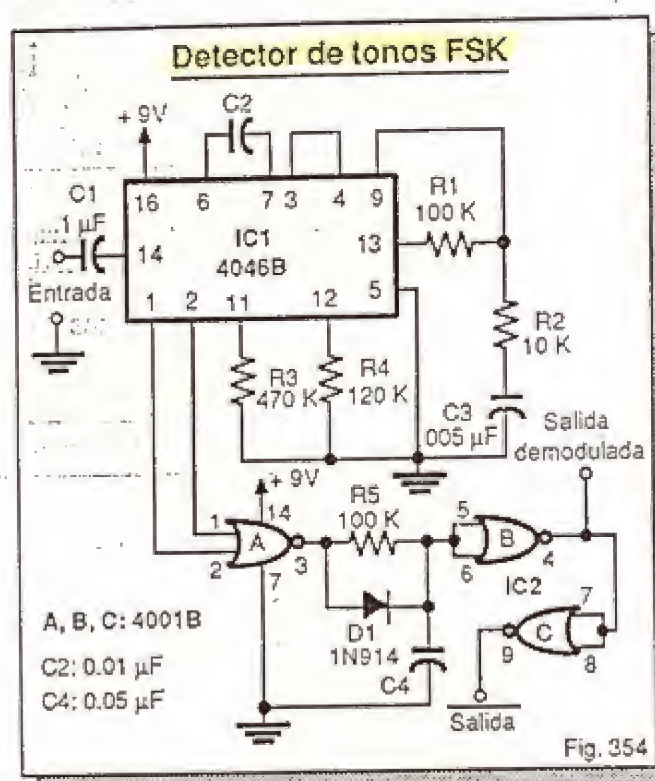 Detector de tonos FSK
+ 9V
C2
C1
.1 µF
16 6 7 3 4 9
R1
100 K
IC1
4046B
14
13
5
Entrada
1 2 11 12
R2
10 K
R3
470 K
R4
120 K
C3
.005 µF
Salida
demodulada
+ 9V
14
R5
100 K
1
2
A
3
7
5
6
B
4
IC2
D1
1N914
C4
7
8
C
9
A, B, C: 4001B
C2: 0.01 µF
C4: 0.05 µF
Salida
Fig. 354